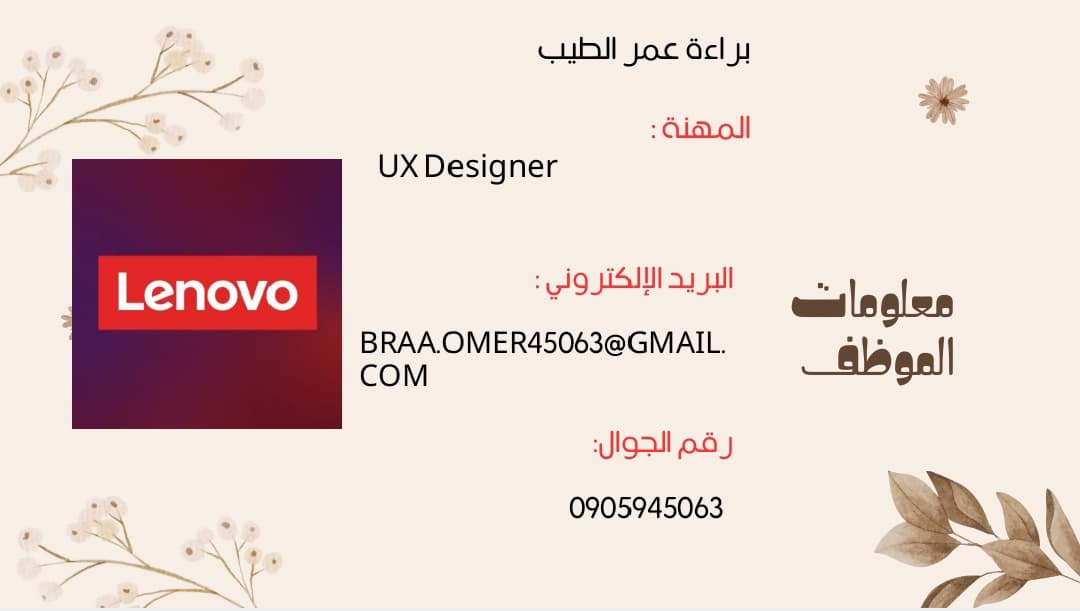 براءة عمر الطيب
المهنة :
UX Designer
البريد الإلكتروني :
BRAA.OMER45063@GMAIL.
COM
رقم الجوال:
0905945063
معلومات
الموظف
Lenovo